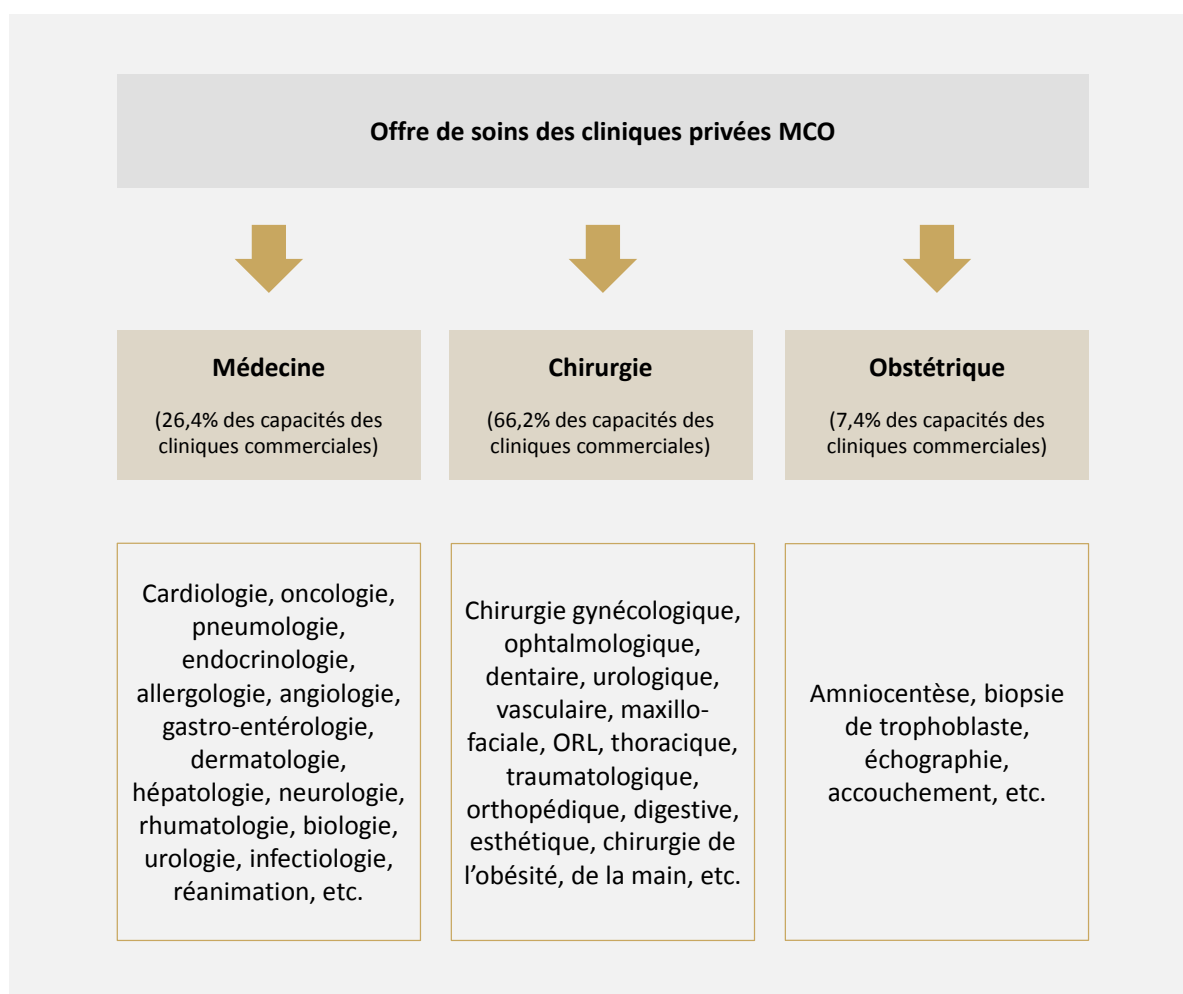 Offre de soins des cliniques privées MCO
Médecine
(26,4% des capacités des
cliniques commerciales)
Chirurgie
(66,2% des capacités des
cliniques commerciales)
Obstétrique
(7,4% des capacités des
cliniques commerciales)
Cardiologie, oncologie,
pneumologie,
endocrinologie,
allergologie, angiologie,
gastro-entérologie,
dermatologie,
hépatologie, neurologie,
rhumatologie, biologie,
urologie, infectiologie,
réanimation, etc.
Chirurgie gynécologique,
ophtalmologique,
dentaire, urologique,
vasculaire, maxillo-
faciale, ORL, thoracique,
traumatologique,
orthopédique, digestive,
esthétique, chirurgie de
l’obésité, de la main, etc.
Amniocentèse, biopsie
de trophoblaste,
échographie,
accouchement, etc.